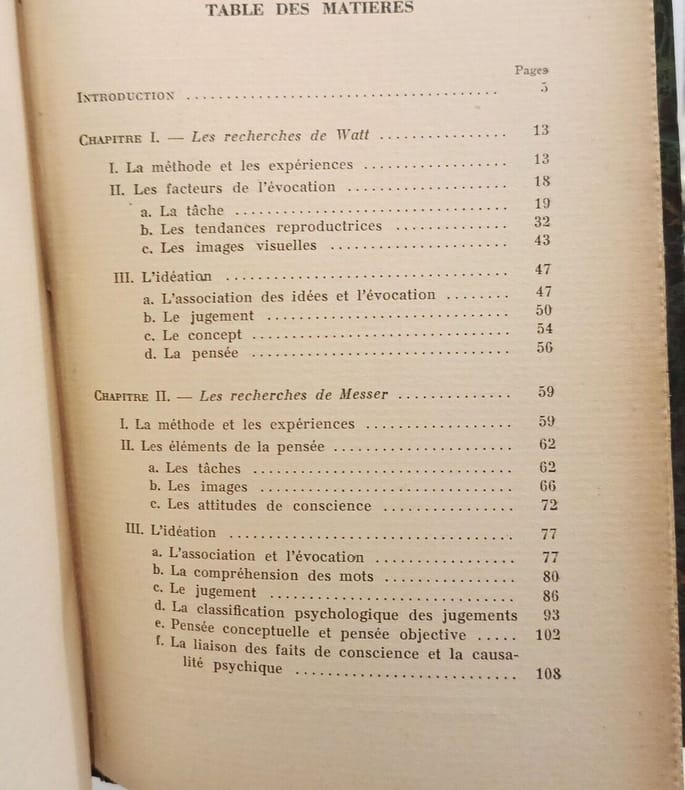 TABLE DES MATIERES
Pages
INTRODUCTION ........................................ 5
CHAPITRE I. — Les recherches de Watt ................ 13
I. La méthode et les expériences .................. 13
II. Les facteurs de l'évocation .................... 18
a. La tâche ................................... 19
b. Les tendances reproductrices .............. 32
c. Les images visuelles ...................... 43
III. L'idéation .................................... 47
a. L'association des idées et l'évocation ........ 47
b. Le jugement ............................... 50
c. Le concept ................................ 54
d. La pensée ................................. 56
CHAPITRE II. — Les recherches de Messer .............. 59
I. La méthode et les expériences .................. 59
II. Les éléments de la pensée ...................... 62
a. Les tâches ................................ 62
b. Les images ................................ 66
c. Les attitudes de conscience ................ 72
III. L'idéation .................................... 77
a. L'association et l'évocation ................. 77
b. La compréhension des mots ................ 80
c. Le jugement ............................... 86
d. La classification psychologique des jugements 93
e. Pensée conceptuelle et pensée objective ..... 102
f. La liaison des faits de conscience et la causa-
lité psychique ............................ 108